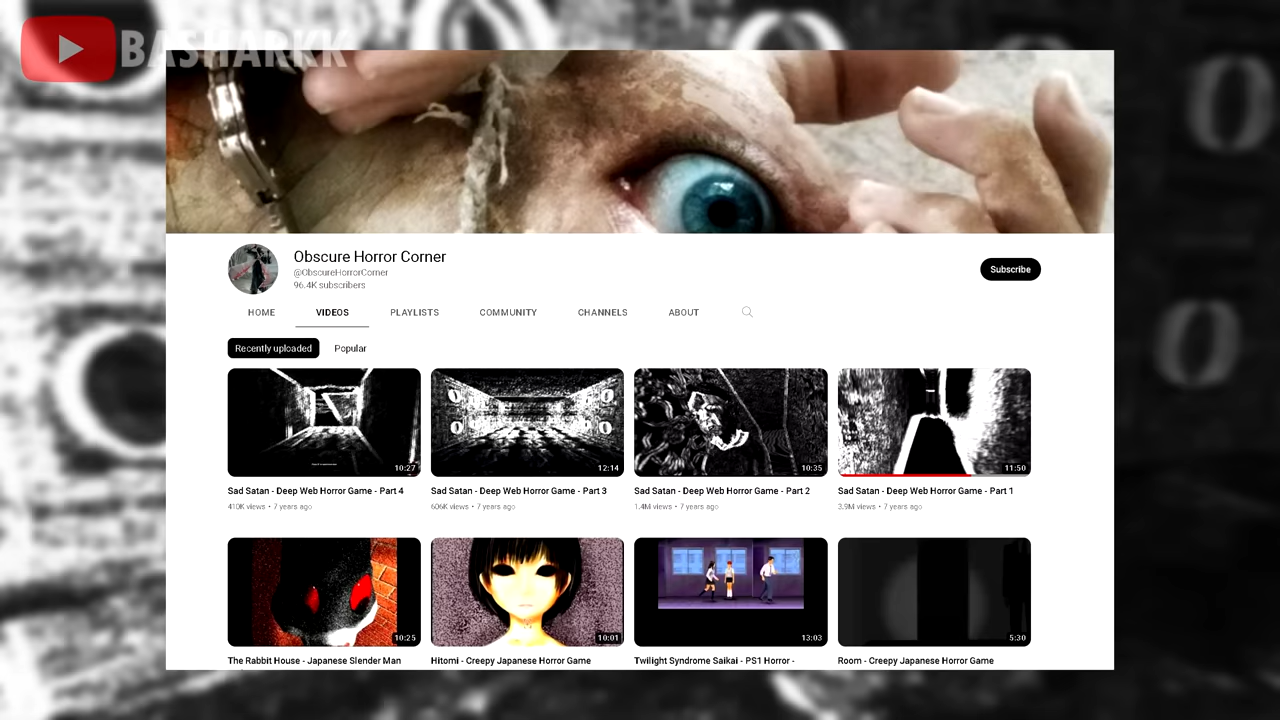 BASHARKK
Obscure Horror Corner
@ObscureHorrorCorner
96.4K subscribers
Subscribe
HOME VIDEOS PLAYLISTS COMMUNITY CHANNELS ABOUT
Recently uploaded Popular
10:27 12:14 10:35 11:50
Sad Satan - Deep Web Horror Game - Part 4 Sad Satan - Deep Web Horror Game - Part 3 Sad Satan - Deep Web Horror Game - Part 2 Sad Satan - Deep Web Horror Game - Part 1
410K views • 7 years ago 606K views • 7 years ago 1.4M views • 7 years ago 3.9M views • 7 years ago
10:25 10:01 13:03 5:30
The Rabbit House - Japanese Slender Man Hitomi - Creepy Japanese Horror Game Twilight Syndrome Saikai - PS1 Horror - Room - Creepy Japanese Horror Game